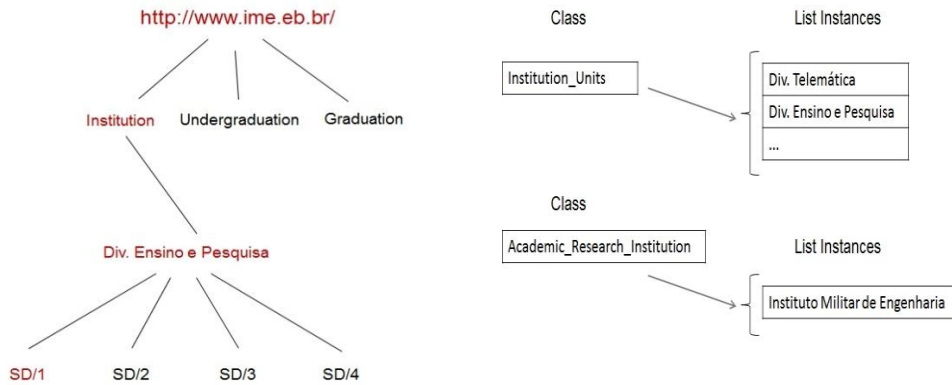 http://www.ime.eb.br/
Institution Undergraduation Graduation
Div. Ensino e Pesquisa
SD/1 SD/2 SD/3 SD/4
Class List Instances
Institution_Units
Div. Telemática
Div. Ensino e Pesquisa
...
Class
Academic_Research_Institution
List Instances
Instituto Militar de Engenharia